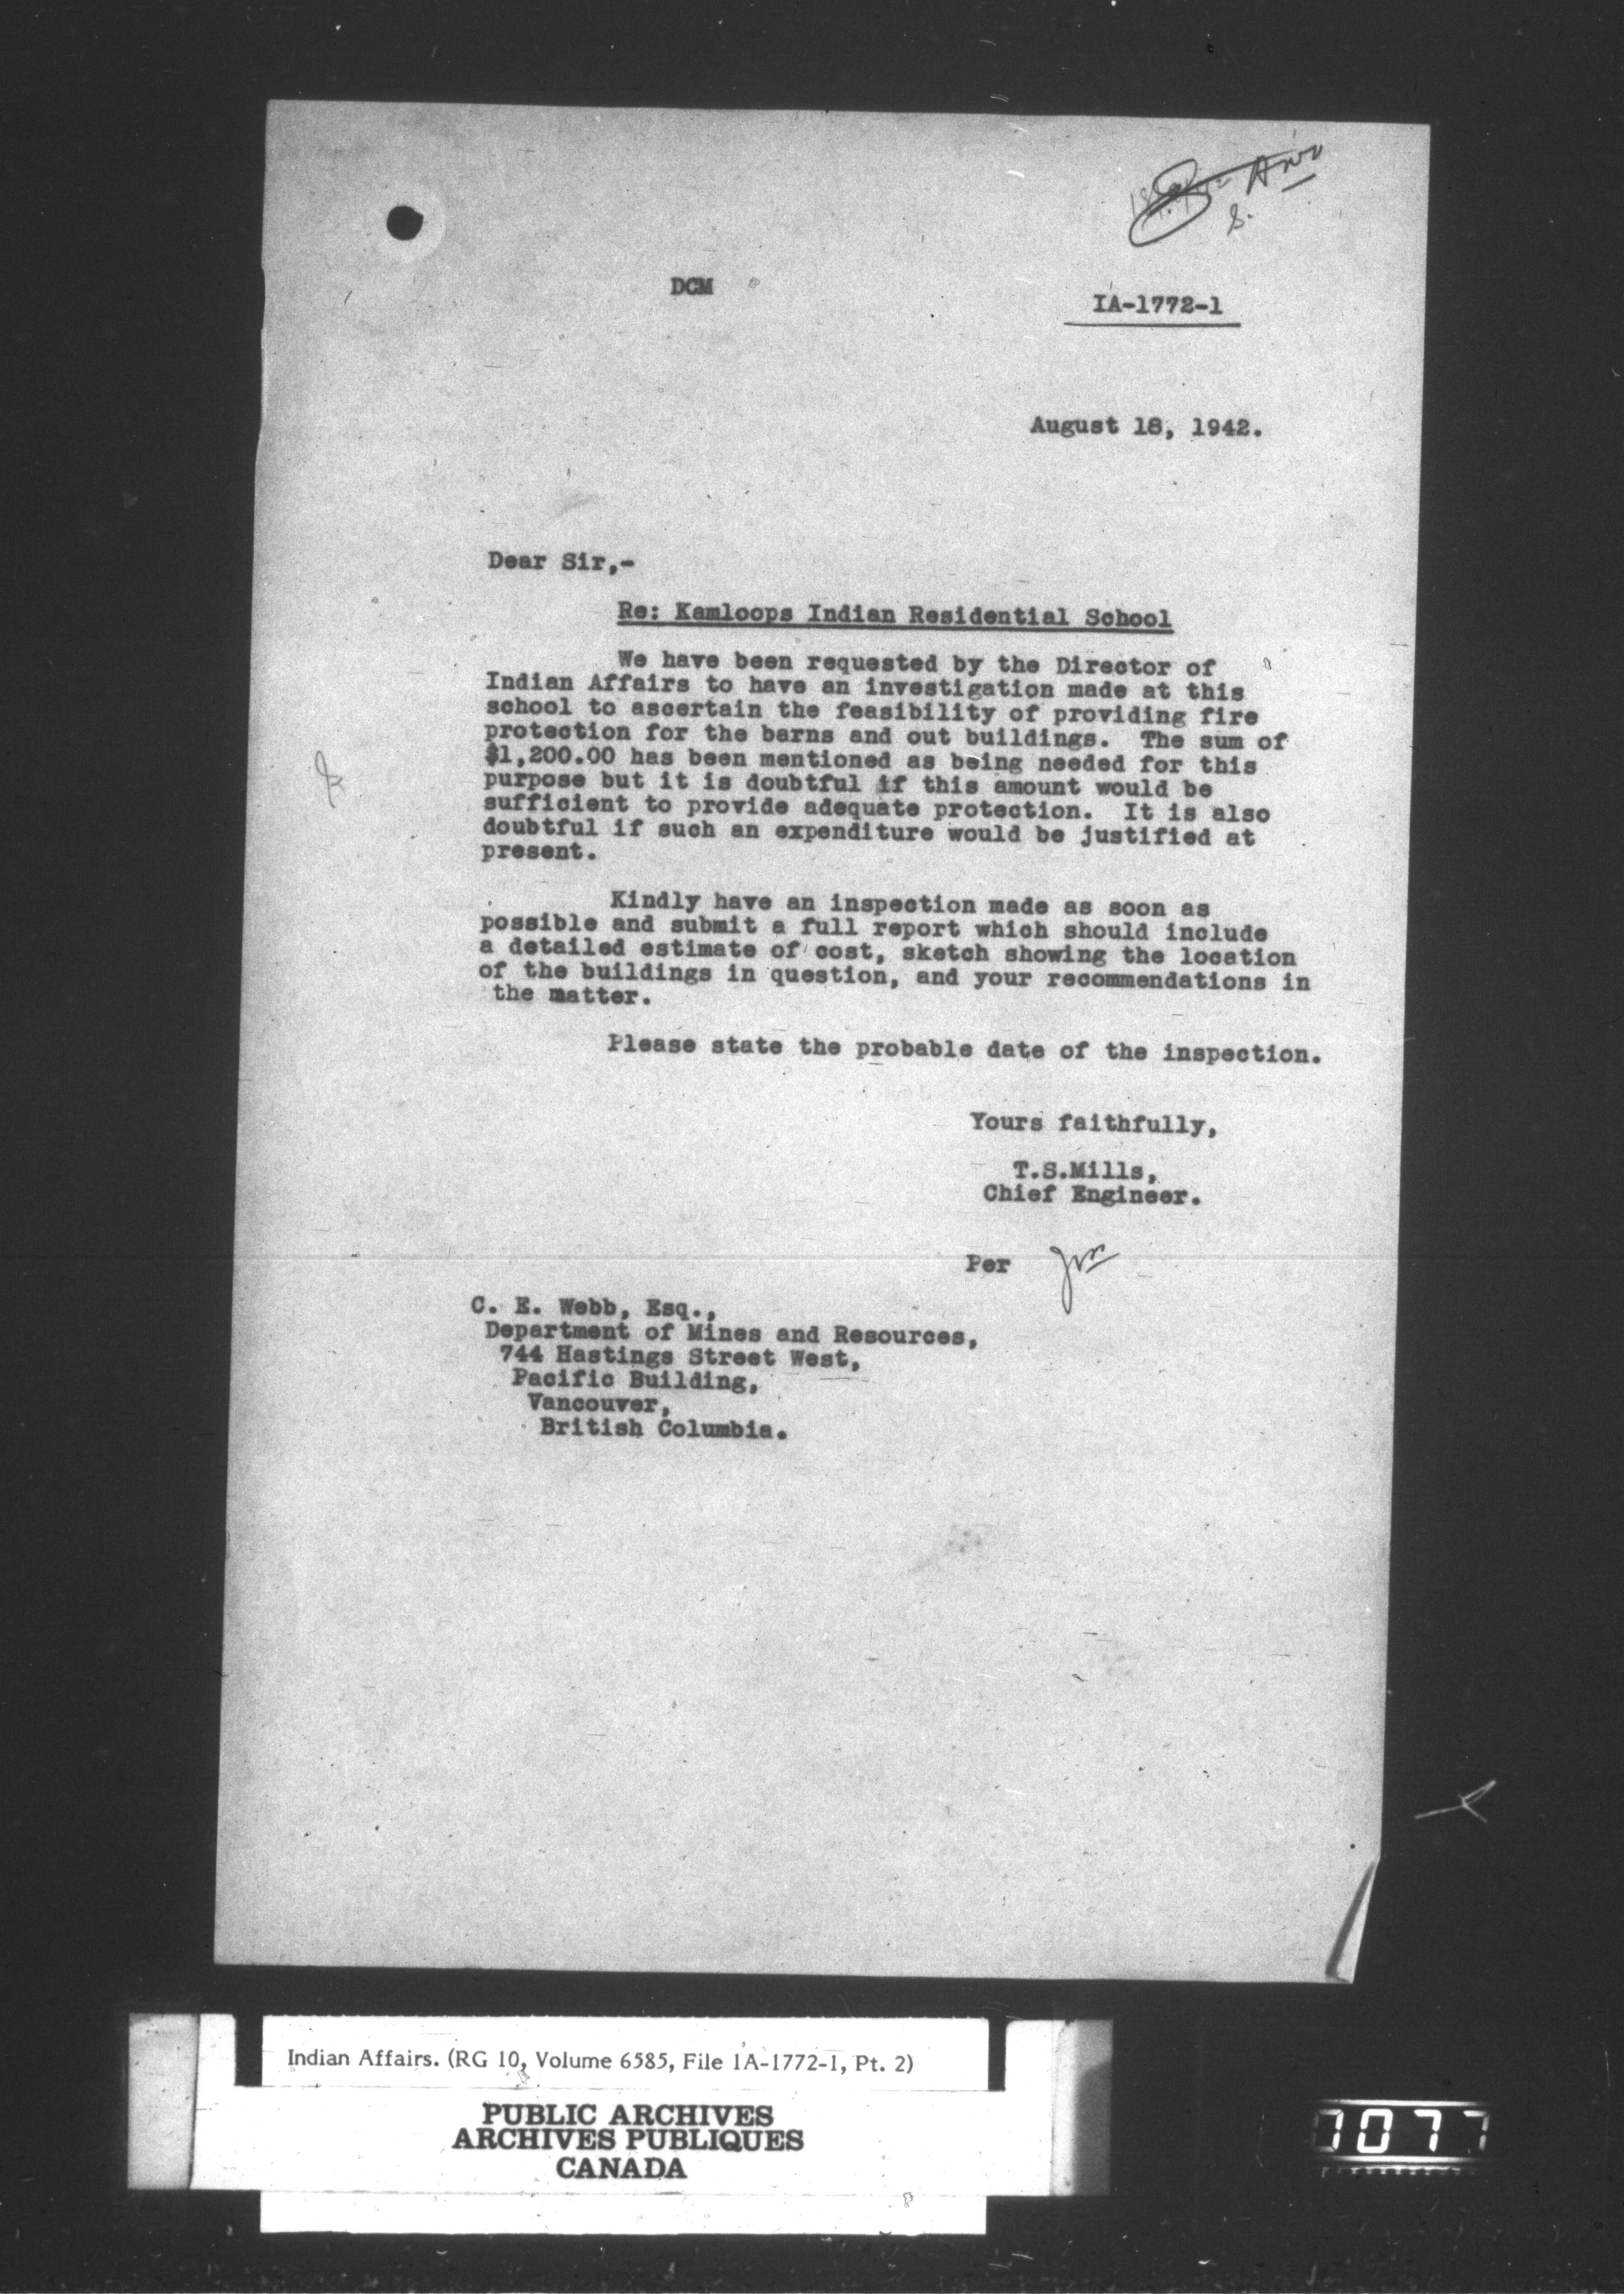 DCM
IA-1772-1
August 18, 1942.
Dear Sir,-
Re: Kamloops Indian Residential School
We have been requested by the Director of
Indian Affairs to have an investigation made at this
school to ascertain the feasibility of providing fire
protection for the barns and out buildings. The sum of
$1,200.00 has been mentioned as being needed for this
purpose but it is doubtful if this amount would be
sufficient to provide adequate protection. It is also
doubtful if such an expenditure would be justified at
present.
Kindly have an inspection made as soon as
possible and submit a full report which should include
a detailed estimate of cost, sketch showing the location
of the buildings in question, and your recommendations in
the matter.
Please state the probable date of the inspection.
Yours faithfully,
T.S.Mills,
Chief Engineer.
Per
C. E. Webb, Esq.,
Department of Mines and Resources,
744 Hastings Street West,
Pacific Building,
Vancouver,
British Columbia.
Indian Affairs. (RG 10, Volume 6585, File 1A-1772-1, Pt. 2)
PUBLIC ARCHIVES
ARCHIVES PUBLIQUES
CANADA